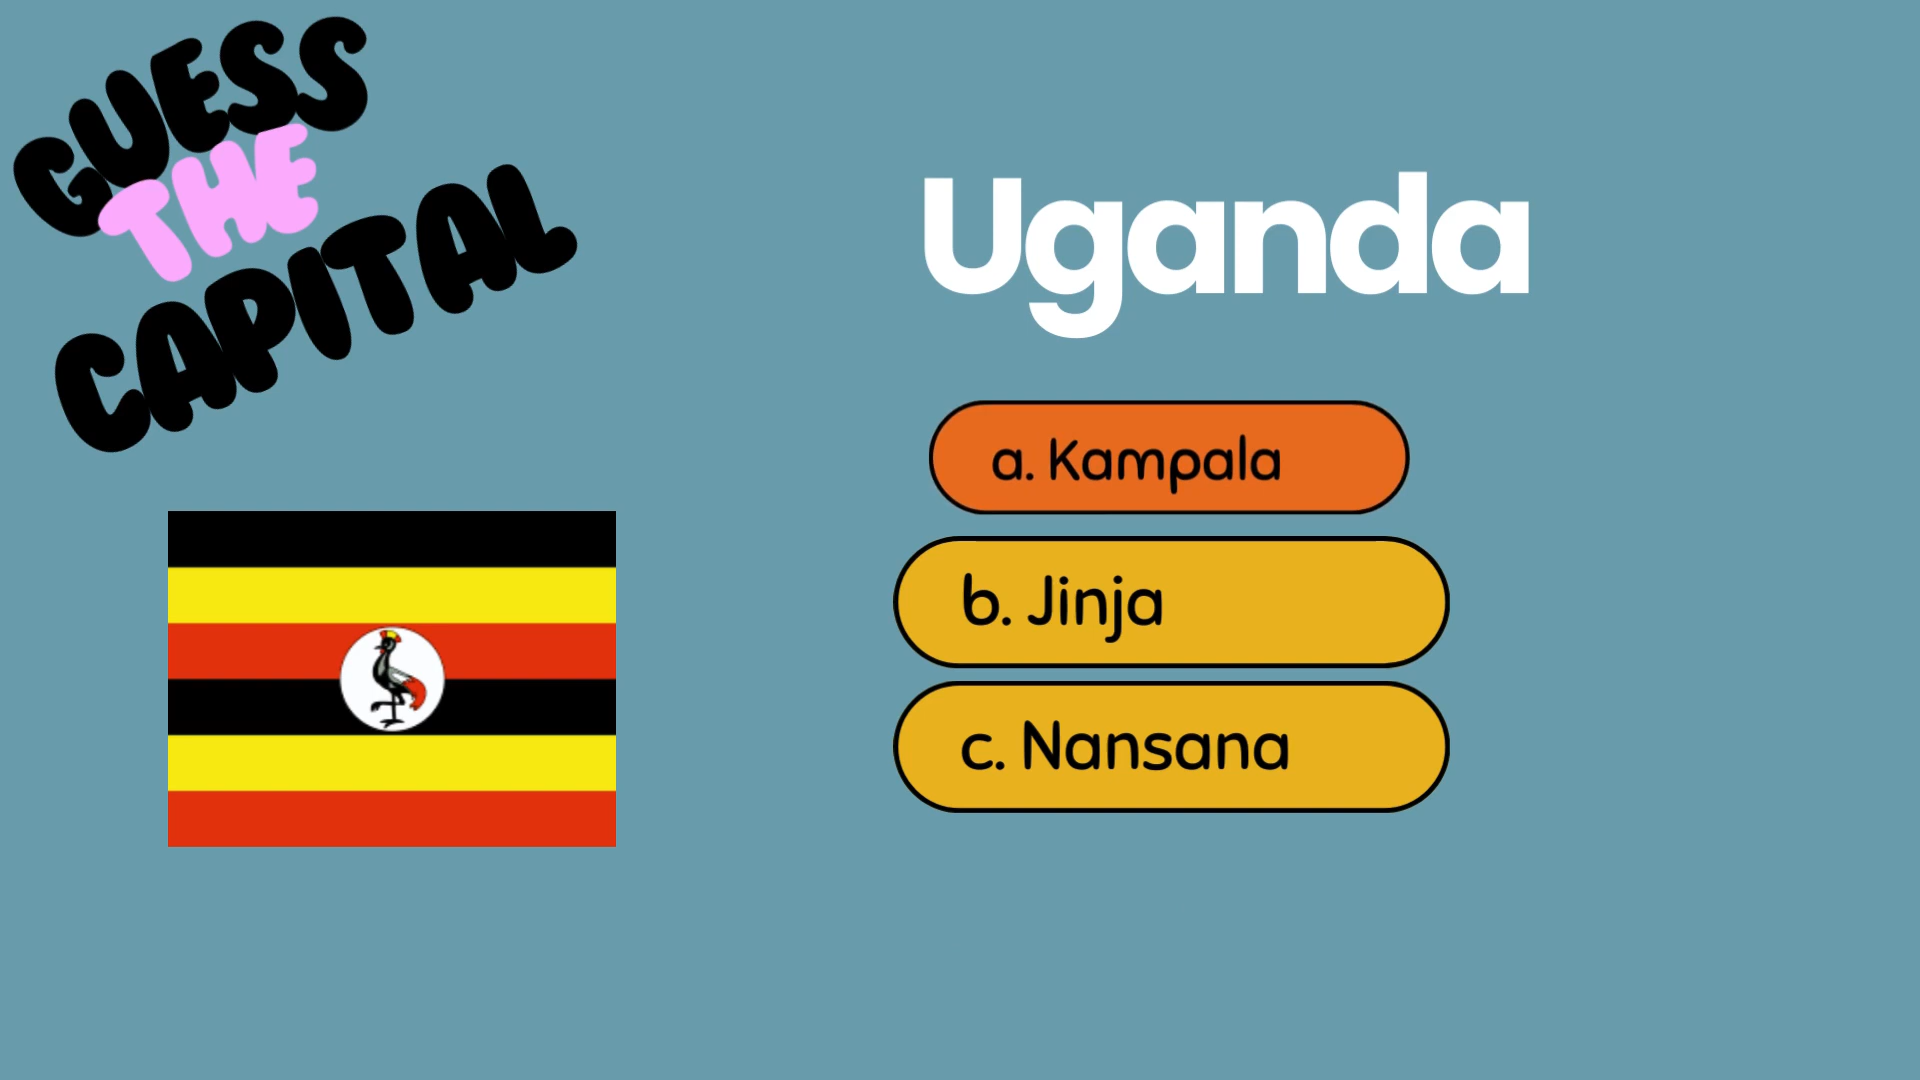 GUESS
THE
CAPITAL
Uganda
a. Kampala
b. Jinja
c. Nansana